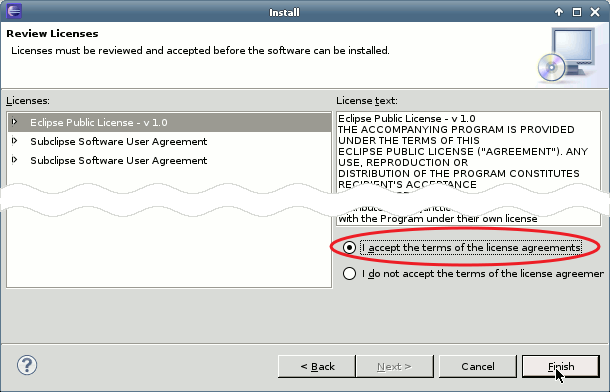 Install
Review Licenses
Licenses must be reviewed and accepted before the software can be installed.
Licenses:
Eclipse Public License - v 1.0
Subclipse Software User Agreement
Subclipse Software User Agreement
License text:
Eclipse Public License - v 1.0
THE ACCOMPANYING PROGRAM IS PROVIDED
UNDER THE TERMS OF THIS
ECLIPSE PUBLIC LICENSE ("AGREEMENT"). ANY
USE, REPRODUCTION OR
DISTRIBUTION OF THE PROGRAM CONSTITUTES
RECIPIENT'S ACCEPTANCE
with the Program under their own license
I accept the terms of the license agreements
I do not accept the terms of the license agreemer
?
< Back
Next >
Cancel
Finish